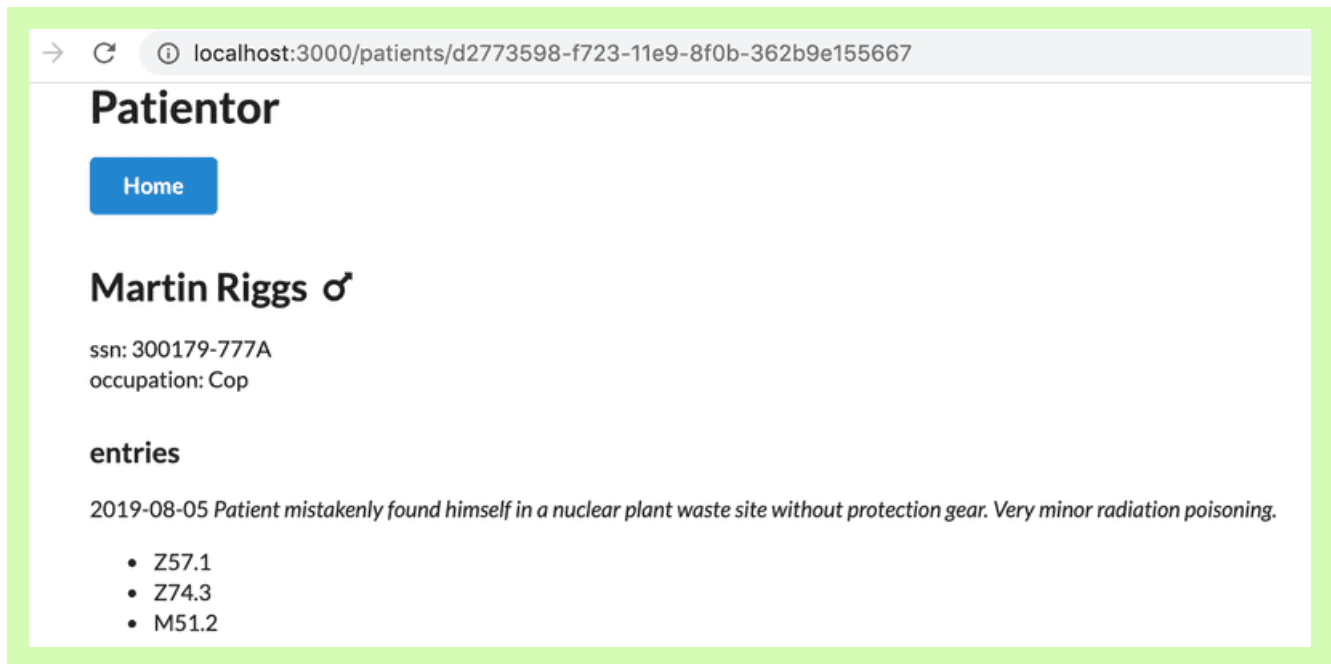 localhost:3000/patients/d2773598-f723-11e9-8f0b-362b9e155667
Patientor
Home
Martin Riggs ♂
ssn: 300179-777A
occupation: Cop
entries
2019-08-05 Patient mistakenly found himself in a nuclear plant waste site without protection gear. Very minor radiation poisoning.
• Z57.1
• Z74.3
• M51.2